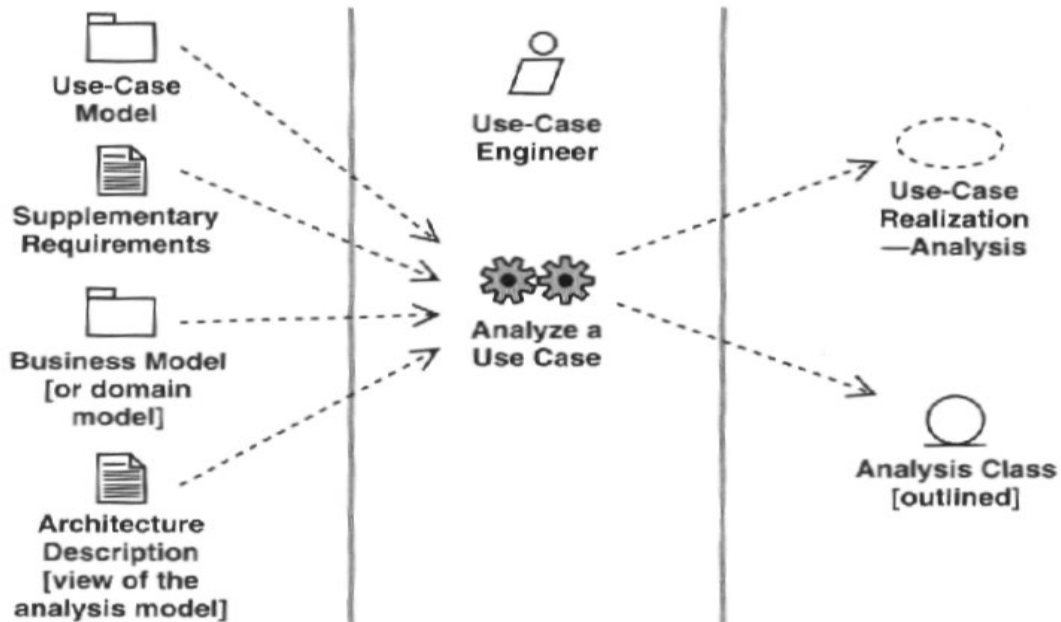 Use-Case
Model
Supplementary
Requirements
Business Model
[or domain
model]
Architecture
Description
[view of the
analysis model]
Use-Case
Engineer
Analyze a
Use Case
Use-Case
Realization
—Analysis
Analysis Class
[outlined]